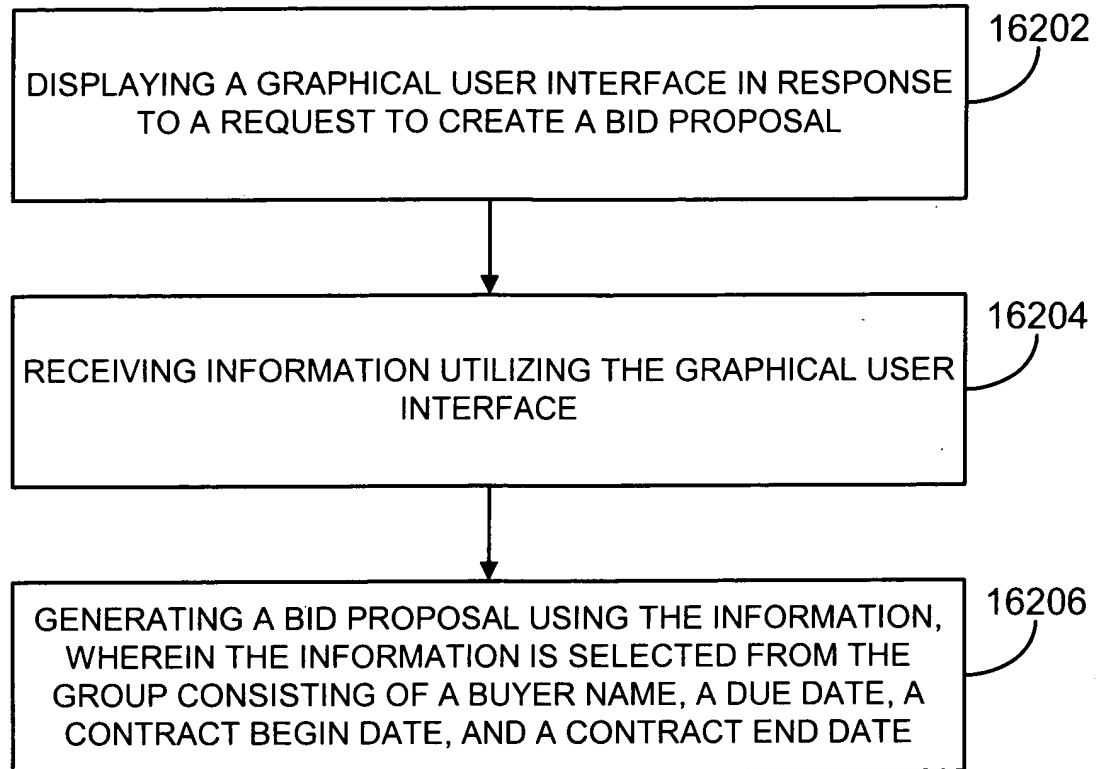 16202
DISPLAYING A GRAPHICAL USER INTERFACE IN RESPONSE
TO A REQUEST TO CREATE A BID PROPOSAL
16204
RECEIVING INFORMATION UTILIZING THE GRAPHICAL USER
INTERFACE
16206
GENERATING A BID PROPOSAL USING THE INFORMATION,
WHEREIN THE INFORMATION IS SELECTED FROM THE
GROUP CONSISTING OF A BUYER NAME, A DUE DATE, A
CONTRACT BEGIN DATE, AND A CONTRACT END DATE